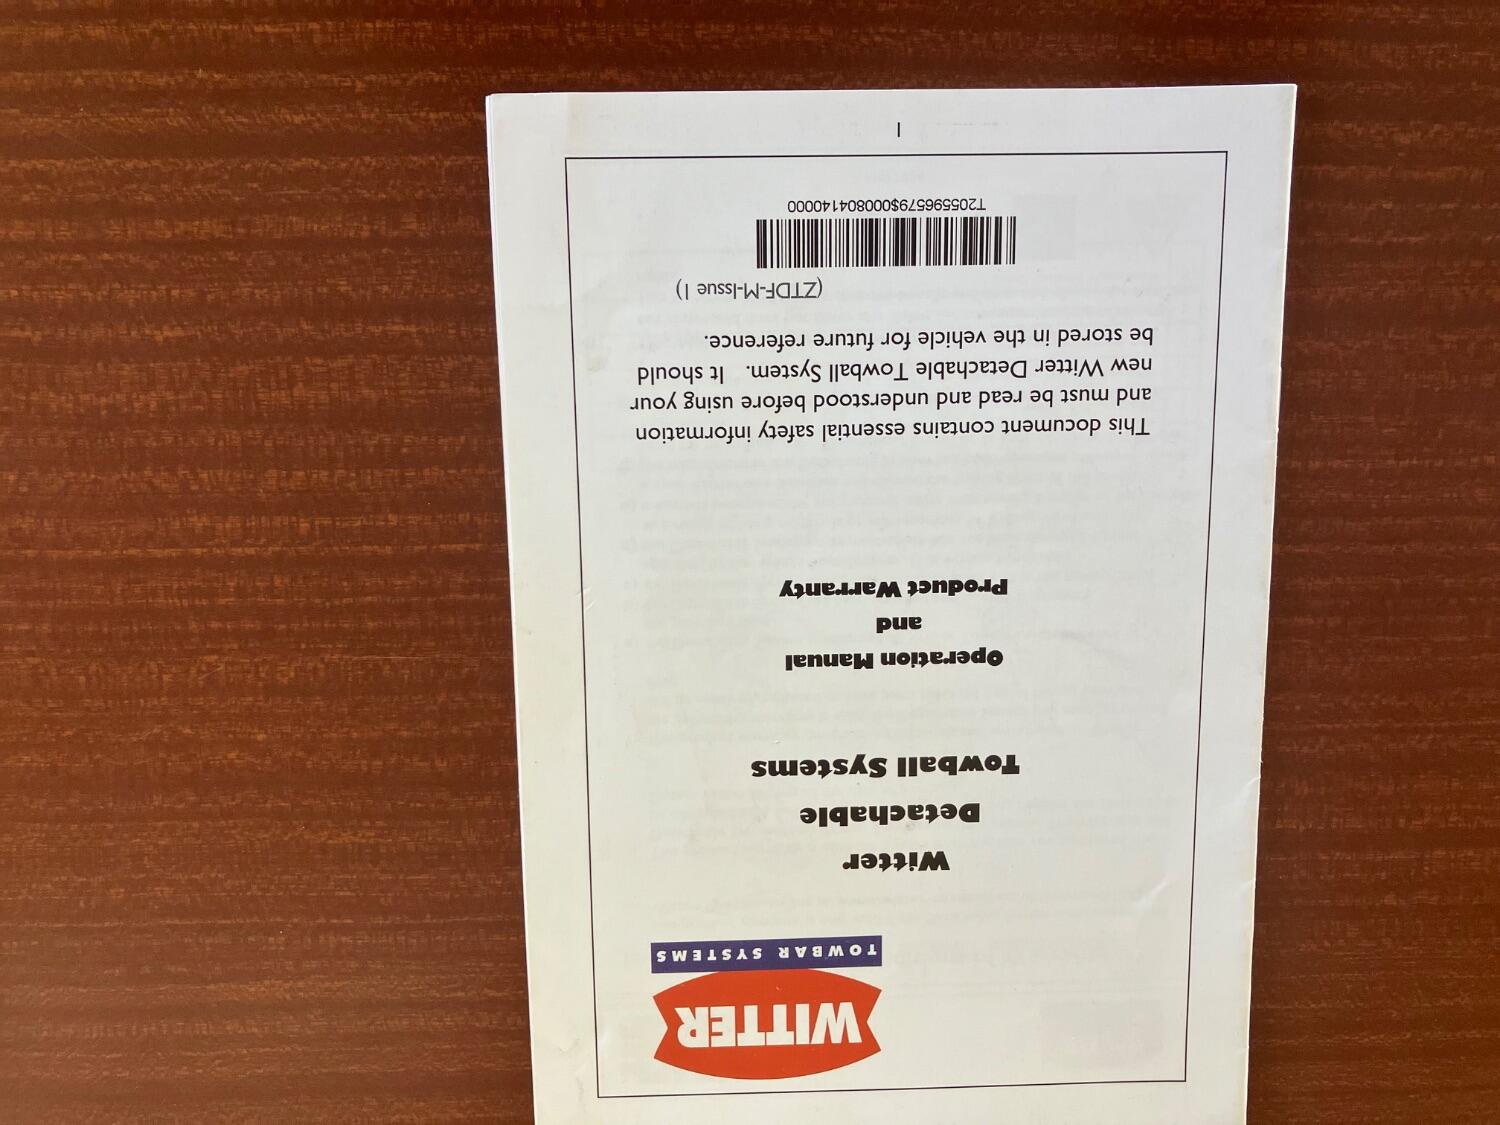 WITTER
TOWBAR SYSTEMS
Witter
Detachable
Towball Systems
Operation Manual
and
Product Warranty
This document contains essential safety information
and must be read and understood before using your
new Witter Detachable Towball System. It should
be stored in the vehicle for future reference.
(ZTDF-M-Issue 1)
T205596579$0000804140000
1